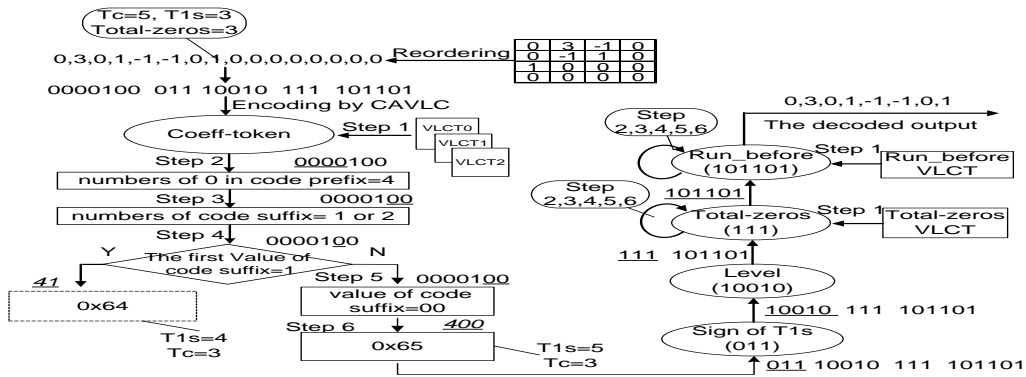 Tc=5, T1s=3
Total-zeros=3
0,3,0,1,-1,-1,0,1,0,0,0,0,0,0,0,0
Reordering
0 3 -1 0
0 -1 1 0
1 0 0 0
0 0 0 0
0000100 011 10010 111 101101
Encoding by CAVLC
Coeff-token
Step 1
VLCT0
VLCT1
VLCT2
Step 2
0000100
numbers of 0 in code prefix=4
Step 3
0000100
numbers of code suffix= 1 or 2
Step 4
0000100
Y
The first Value of
code suffix=1
N
41
0x64
T1s=4
Tc=3
Step 5
0000100
value of code
suffix=00
Step 6
400
0x65
T1s=5
Tc=3
0,3,0,1,-1,-1,0,1
The decoded output
Step
2,3,4,5,6
Run_before
(101101)
Step 1
Run_before
VLCT
101101
Step
2,3,4,5,6
Total-zeros
(111)
Step 1
Total-zeros
VLCT
111 101101
Level
(10010)
10010 111 101101
Sign of T1s
(011)
011 10010 111 101101